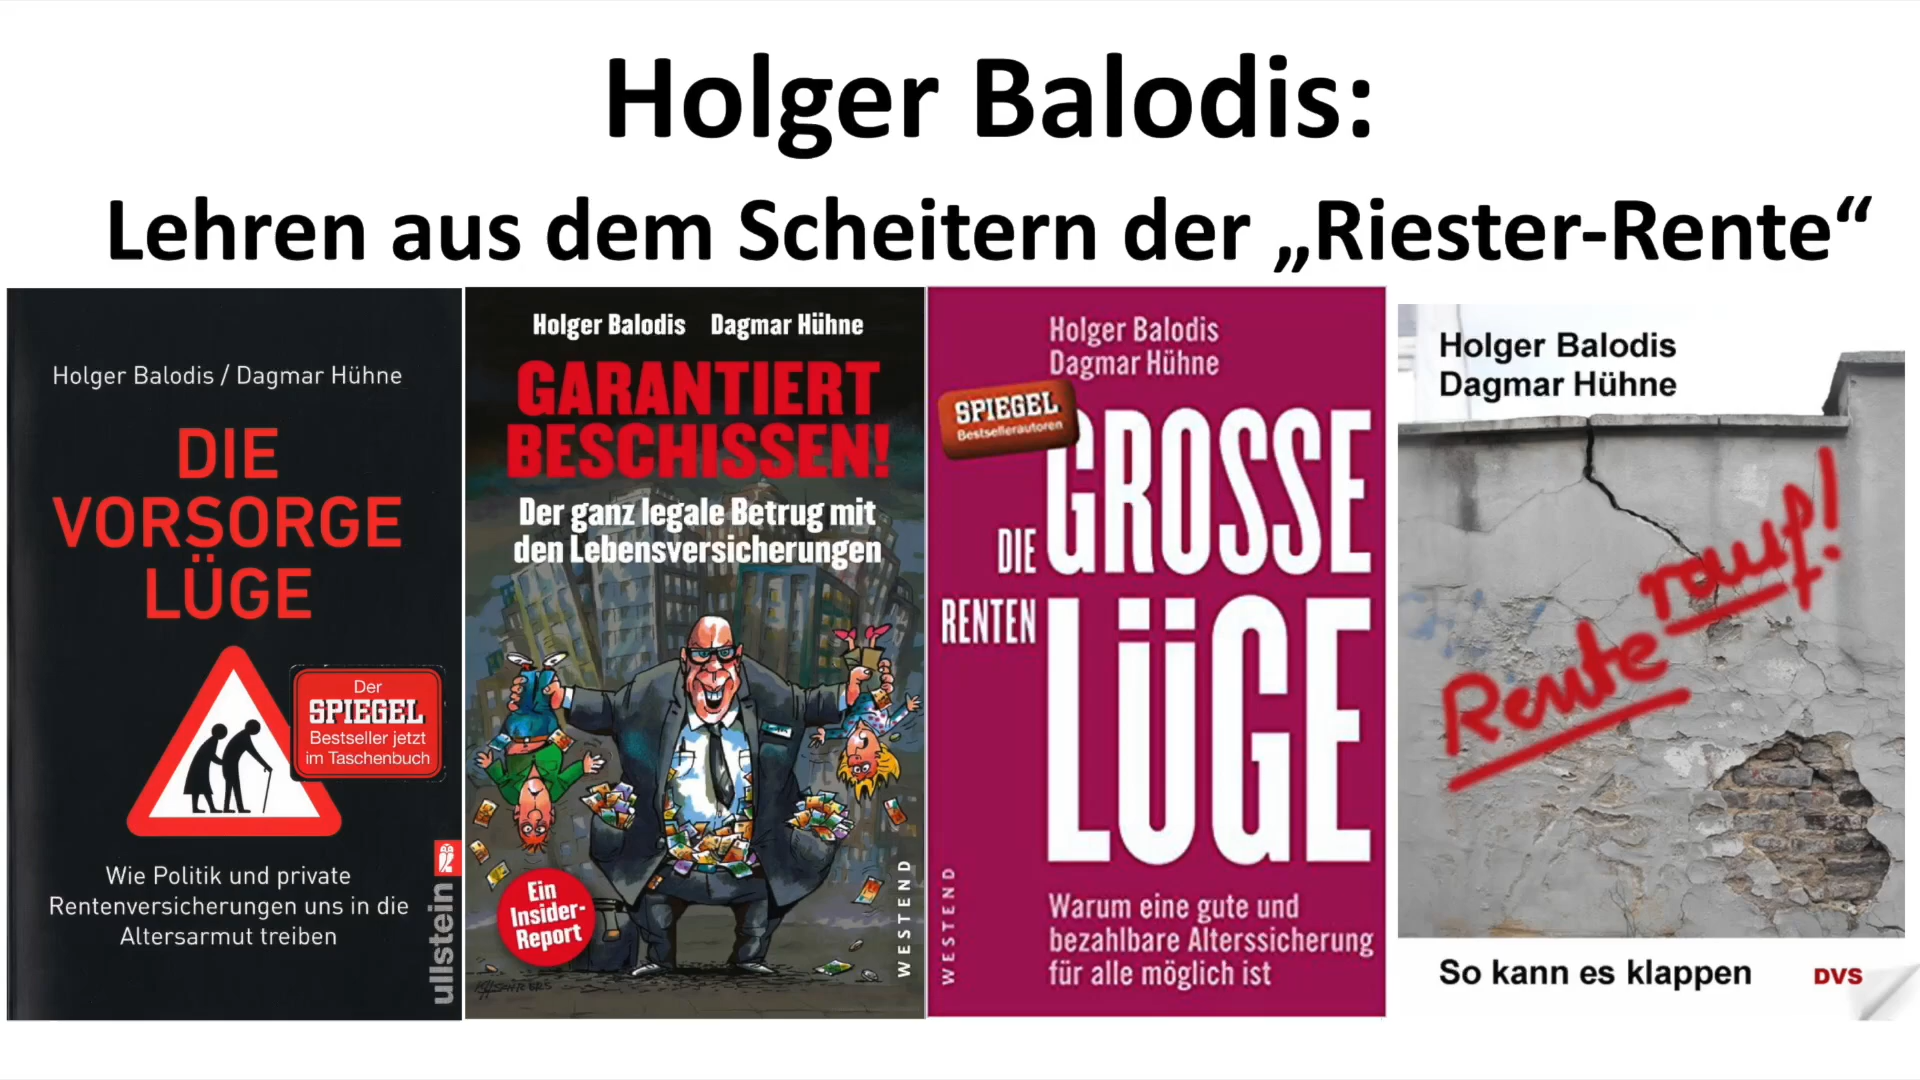 Holger Balodis:
Lehren aus dem Scheitern der „Riester-Rente“
Holger Balodis / Dagmar Hühne
DIE
VORSORGE
LÜGE
Der
SPIEGEL
Bestseller jetzt
im Taschenbuch
Wie Politik und private
Rentenversicherungen uns in die
Altersarmut treiben
ullstein
Holger Balodis Dagmar Hühne
GARANTIERT
BESCHISSEN!
Der ganz legale Betrug mit
den Lebensversicherungen
Ein
Insider-
Report
WESTEND
Holger Balodis
Dagmar Hühne
SPIEGEL
Bestsellerautoren
DIE GROSSE
RENTEN LÜGE
Warum eine gute und
bezahlbare Alterssicherung
für alle möglich ist
WESTEND
Holger Balodis
Dagmar Hühne
Rente rauf!
So kann es klappen
DVS